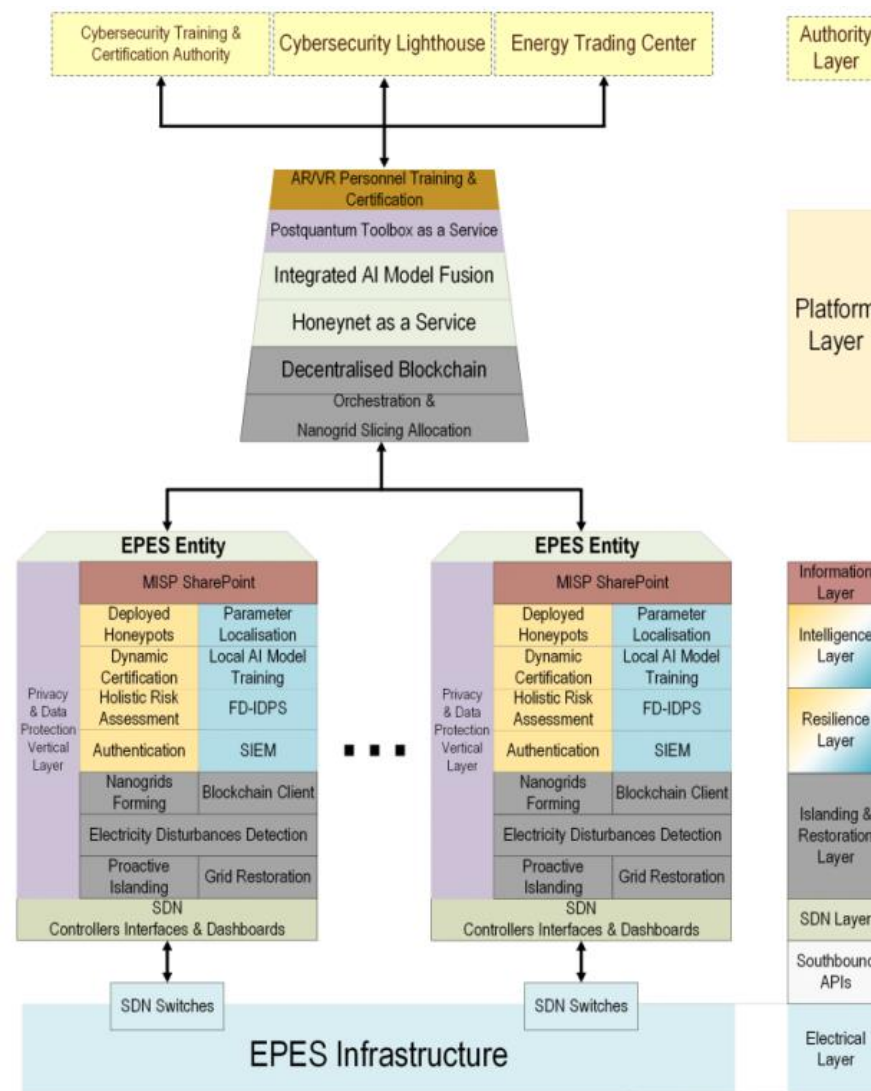 Cybersecurity Training &
Certification Authority
Cybersecurity Lighthouse
Energy Trading Center
Authority
Layer
AR/VR Personnel Training &
Certification
Postquantum Toolbox as a Service
Integrated AI Model Fusion
Honeynet as a Service
Decentralised Blockchain
Orchestration &
Nanogrid Slicing Allocation
Platform
Layer
EPES Entity
MISP SharePoint
Privacy
& Data
Protection
Vertical
Layer
Deployed
Honeypots
Parameter
Localisation
Dynamic
Certification
Local AI Model
Training
Holistic Risk
Assessment
FD-IDPS
Authentication
SIEM
Nanogrids
Forming
Blockchain Client
Electricity Disturbances Detection
Proactive
Islanding
Grid Restoration
SDN
Controllers Interfaces & Dashboards
SDN Switches
EPES Entity
MISP SharePoint
Privacy
& Data
Protection
Vertical
Layer
Deployed
Honeypots
Parameter
Localisation
Dynamic
Certification
Local AI Model
Training
Holistic Risk
Assessment
FD-IDPS
Authentication
SIEM
Nanogrids
Forming
Blockchain Client
Electricity Disturbances Detection
Proactive
Islanding
Grid Restoration
SDN
Controllers Interfaces & Dashboards
SDN Switches
EPES Infrastructure
Information
Layer
Intelligence
Layer
Resilience
Layer
Islanding &
Restoration
Layer
SDN Layer
Southbound
APIs
Electrical
Layer